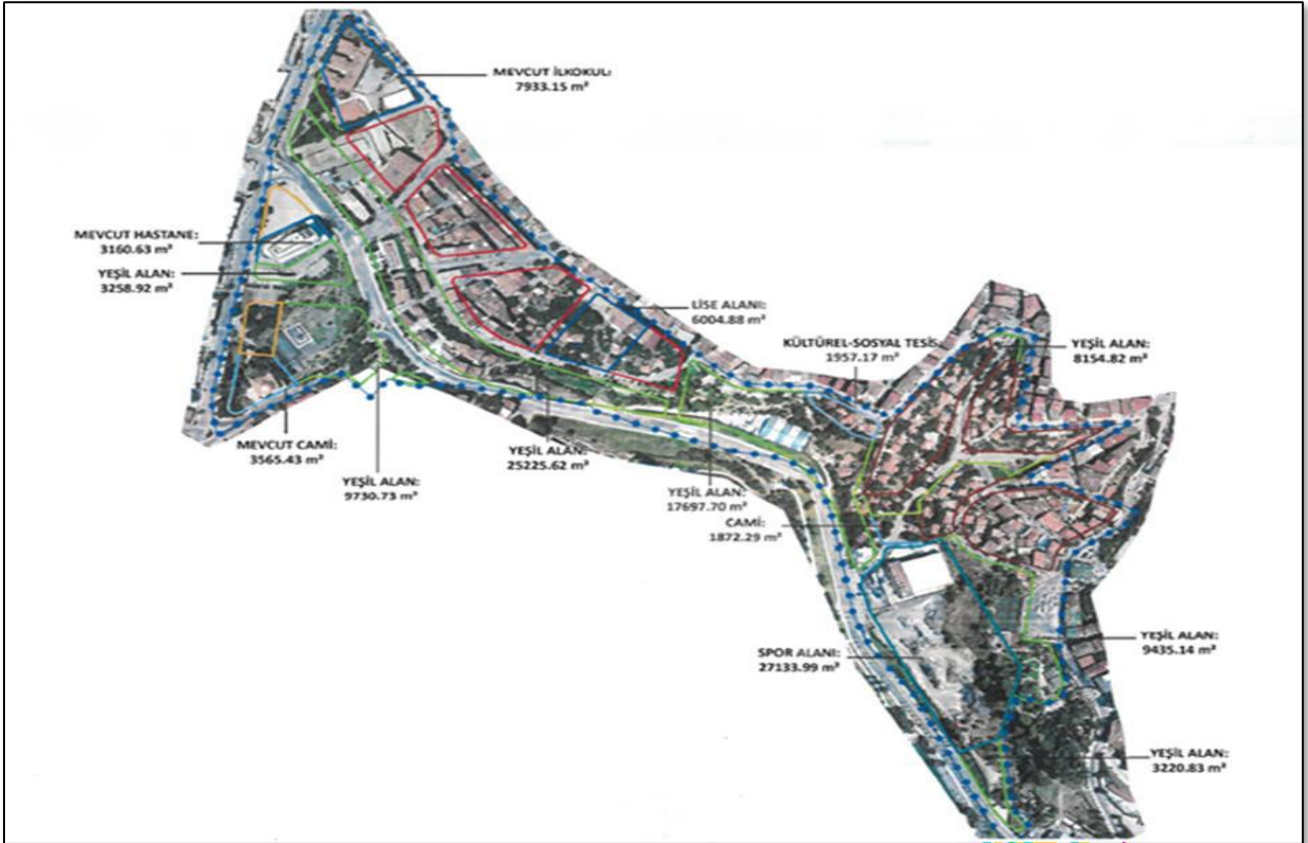 MEVCUT İLKOKUL:
7933.15 m²
MEVCUT HASTANE:
3160.63 m²
YEŞİL ALAN:
3258.92 m²
LİSE ALANI:
6004.88 m²
KÜLTÜREL-SOSYAL TESİS:
1957.17 m²
YEŞİL ALAN:
8154.82 m²
MEVCUT CAMİ:
3565.43 m²
YEŞİL ALAN:
25225.62 m²
YEŞİL ALAN:
9730.73 m²
YEŞİL ALAN:
17697.70 m²
CAMİ:
1872.29 m²
SPOR ALANI:
27133.99 m²
YEŞİL ALAN:
9435.14 m²
YEŞİL ALAN:
3220.83 m²